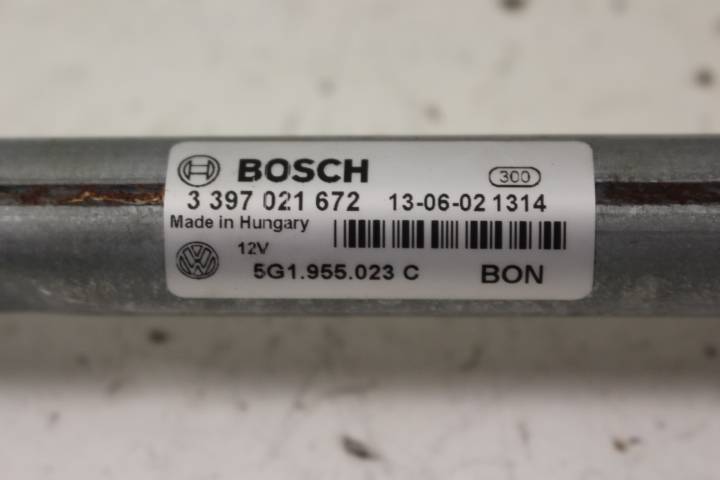 BOSCH 300
3 397 021 672 13-06-02 1314
Made in Hungary
12V
5G1.955.023 C BON